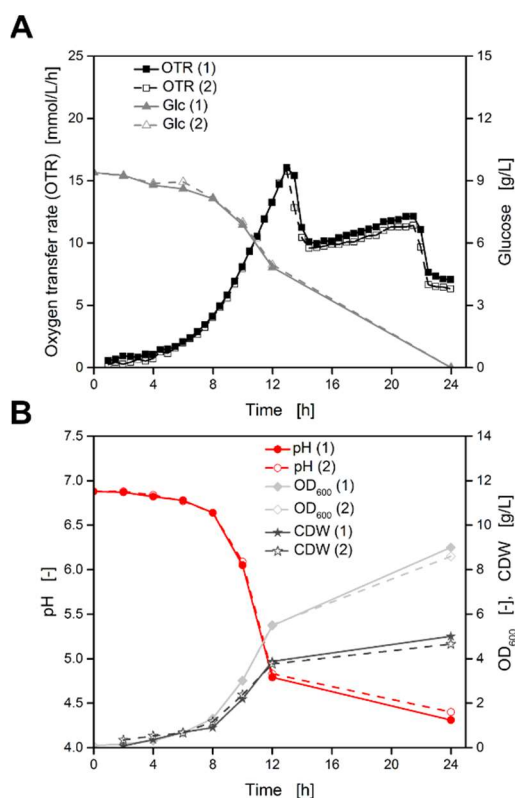 A
OTR (1)
OTR (2)
Glc (1)
Glc (2)
Oxygen transfer rate (OTR) [mmol/L/h]
25
20
15
10
5
0
Glucose [g/L]
15
12
9
6
3
0
0 4 8 12 16 20 24
Time [h]
B
pH (1)
pH (2)
OD600 (1)
OD600 (2)
CDW (1)
CDW (2)
pH [-]
7.5
7.0
6.5
6.0
5.5
5.0
4.5
4.0
OD600 [-], CDW [g/L]
14
12
10
8
6
4
2
0
0 4 8 12 16 20 24
Time [h]